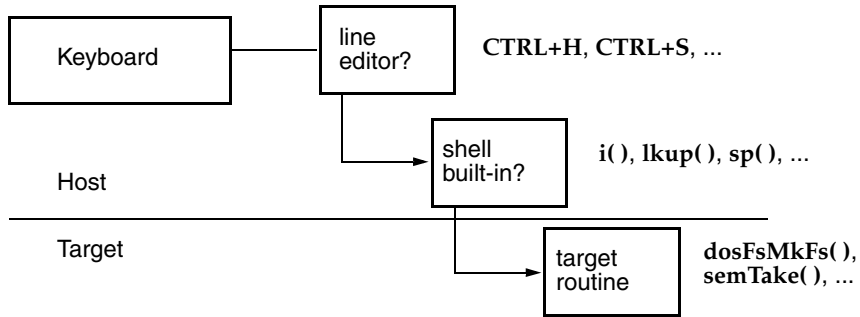 Keyboard
line
editor?
CTRL+H, CTRL+S, ...
shell
built-in?
i( ), lkup( ), sp( ), ...
Host
Target
target
routine
dosFsMkFs( ),
semTake( ), ...